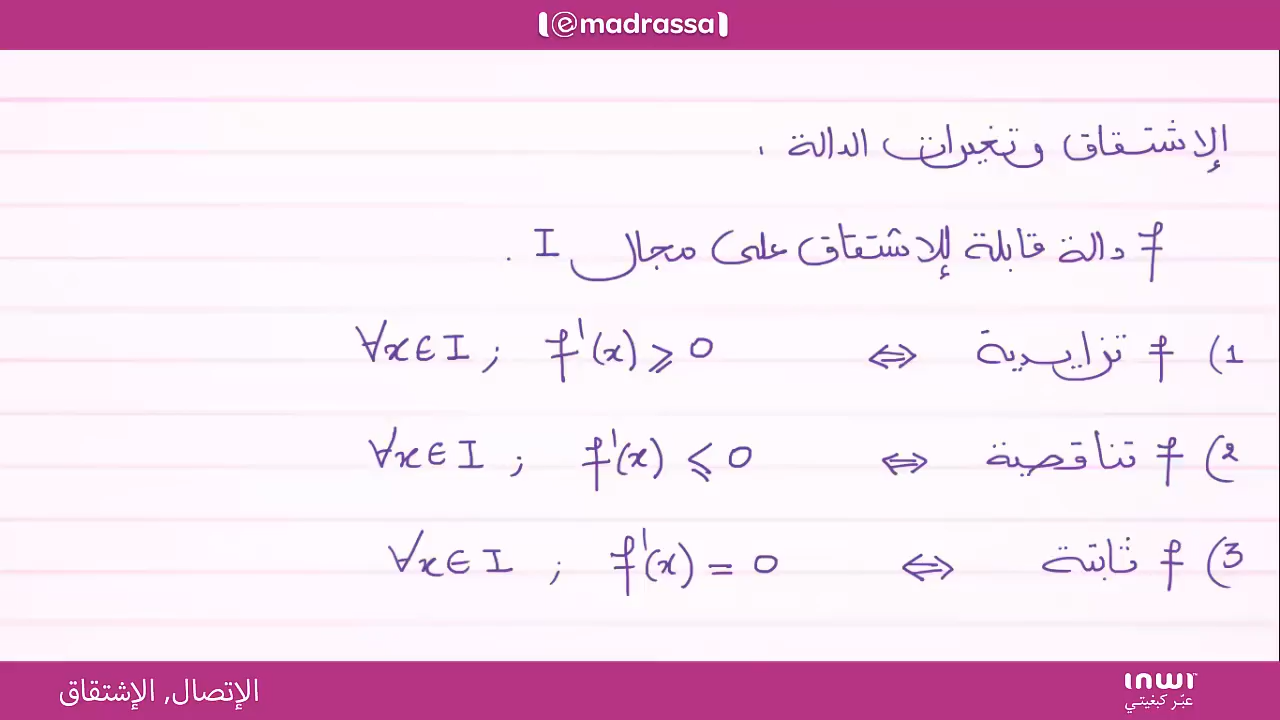 (e)madrassa
الإشتقاق وتغيرات الدالة .
f دالة قابلة للإشتقاق على مجال I .
1) f تزايدية ⇔ ∀x∈I ; f'(x) ⩾ 0
2) f تناقصية ⇔ ∀x∈I ; f'(x) ⩽ 0
3) f ثابتة ⇔ ∀x∈I ; f'(x) = 0
الإتصال, الإشتقاق
inwi
عبّر كبغيتي